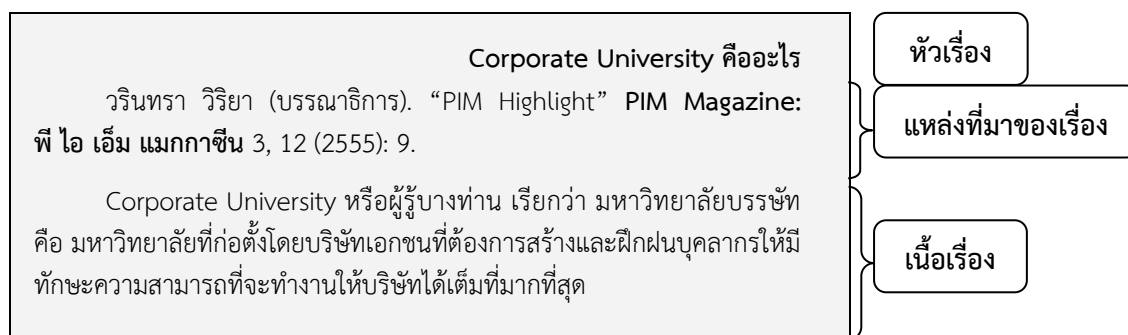 Corporate University คืออะไร
วรินทรา วิริยา (บรรณาธิการ). “PIM Highlight” PIM Magazine:
พี ไอ เอ็ม แมกกาซีน 3, 12 (2555): 9.
Corporate University หรือผู้รู้บางท่าน เรียกว่า มหาวิทยาลัยบรรษัท
คือ มหาวิทยาลัยที่ก่อตั้งโดยบริษัทเอกชนที่ต้องการสร้างและฝึกฝนบุคลากรให้มี
ทักษะความสามารถที่จะทำงานให้บริษัทได้เต็มที่มากที่สุด
หัวเรื่อง
แหล่งที่มาของเรื่อง
เนื้อเรื่อง